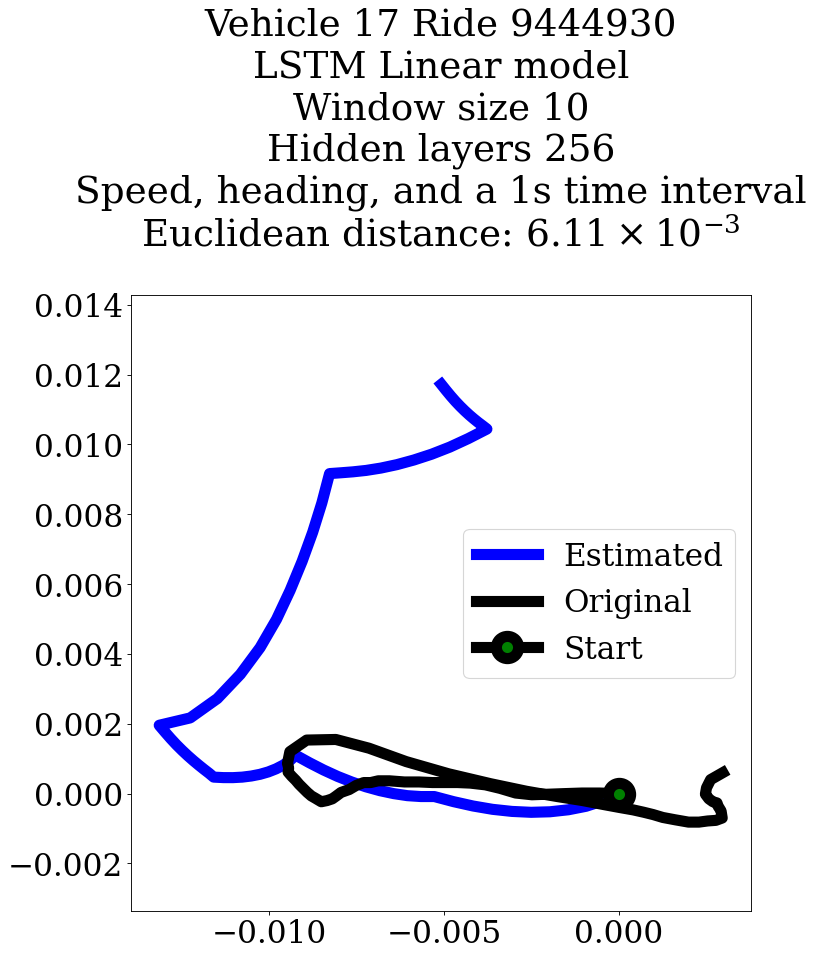 Vehicle 17 Ride 9444930
LSTM Linear model
Window size 10
Hidden layers 256
Speed, heading, and a 1s time interval
Euclidean distance: 6.11 × 10⁻³
0.014
0.012
0.010
0.008
0.006
0.004
0.002
0.000
−0.002
Estimated
Original
Start
−0.010 −0.005 0.000